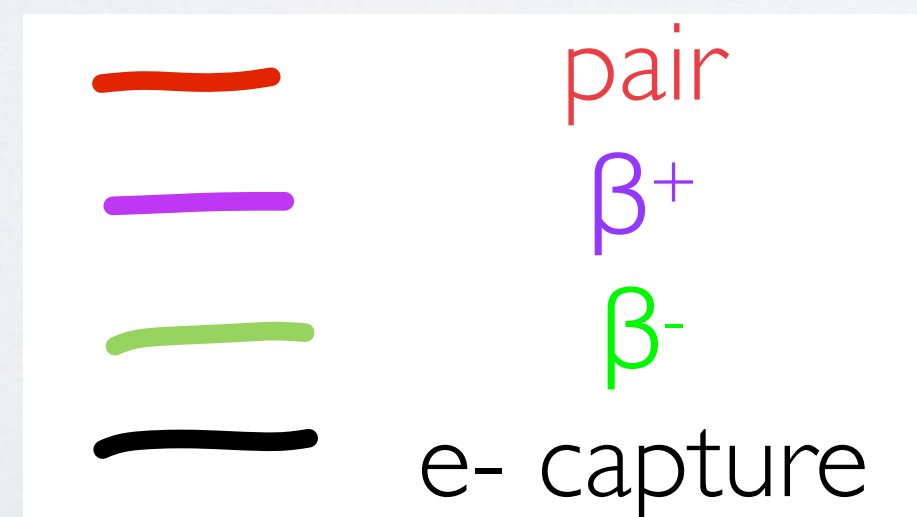 pair
β+
β-
e- capture